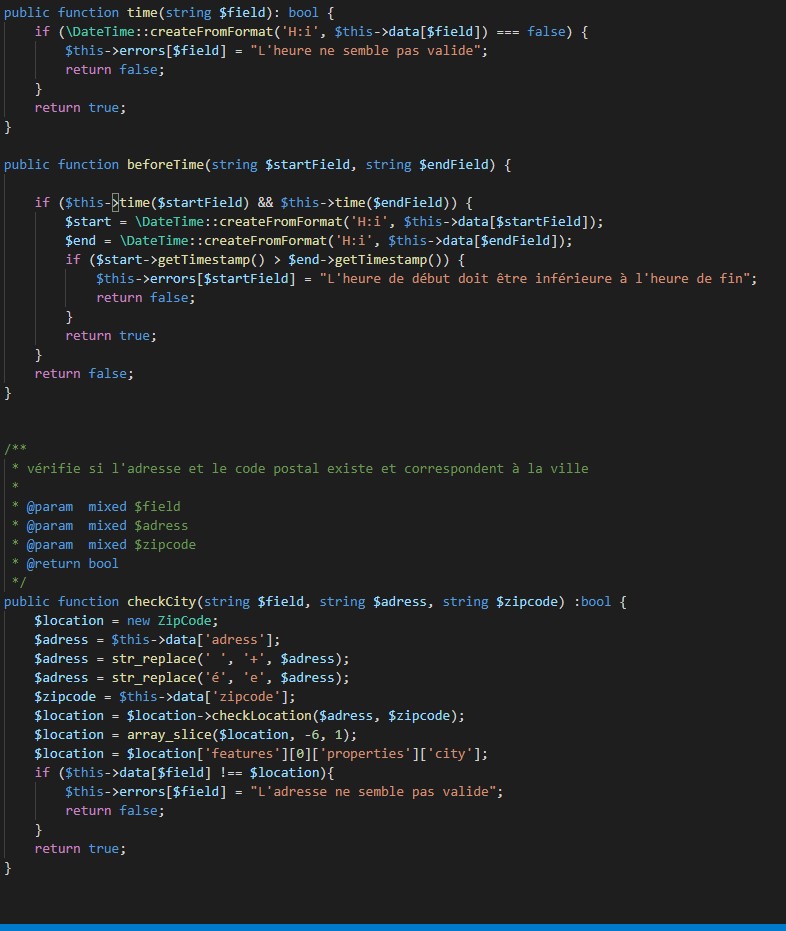 public function time(string $field): bool {
    if (\DateTime::createFromFormat('H:i', $this->data[$field]) === false) {
        $this->errors[$field] = "L'heure ne semble pas valide";
        return false;
    }
    return true;
}
public function beforeTime(string $startField, string $endField) {
    if ($this->time($startField) && $this->time($endField)) {
        $start = \DateTime::createFromFormat('H:i', $this->data[$startField]);
        $end = \DateTime::createFromFormat('H:i', $this->data[$endField]);
        if ($start->getTimestamp() > $end->getTimestamp()) {
            $this->errors[$startField] = "L'heure de début doit être inférieure à l'heure de fin";
            return false;
        }
        return true;
    }
    return false;
}
/**
 * vérifie si l'adresse et le code postal existe et correspondent à la ville
 *
 * @param  mixed $field
 * @param  mixed $adress
 * @param  mixed $zipcode
 * @return bool
 */
public function checkCity(string $field, string $adress, string $zipcode) :bool {
    $location = new ZipCode;
    $adress = $this->data['adress'];
    $adress = str_replace(' ', '+', $adress);
    $adress = str_replace('é', 'e', $adress);
    $zipcode = $this->data['zipcode'];
    $location = $location->checkLocation($adress, $zipcode);
    $location = array_slice($location, -6, 1);
    $location = $location['features'][0]['properties']['city'];
    if ($this->data[$field] !== $location){
        $this->errors[$field] = "L'adresse ne semble pas valide";
        return false;
    }
    return true;
}